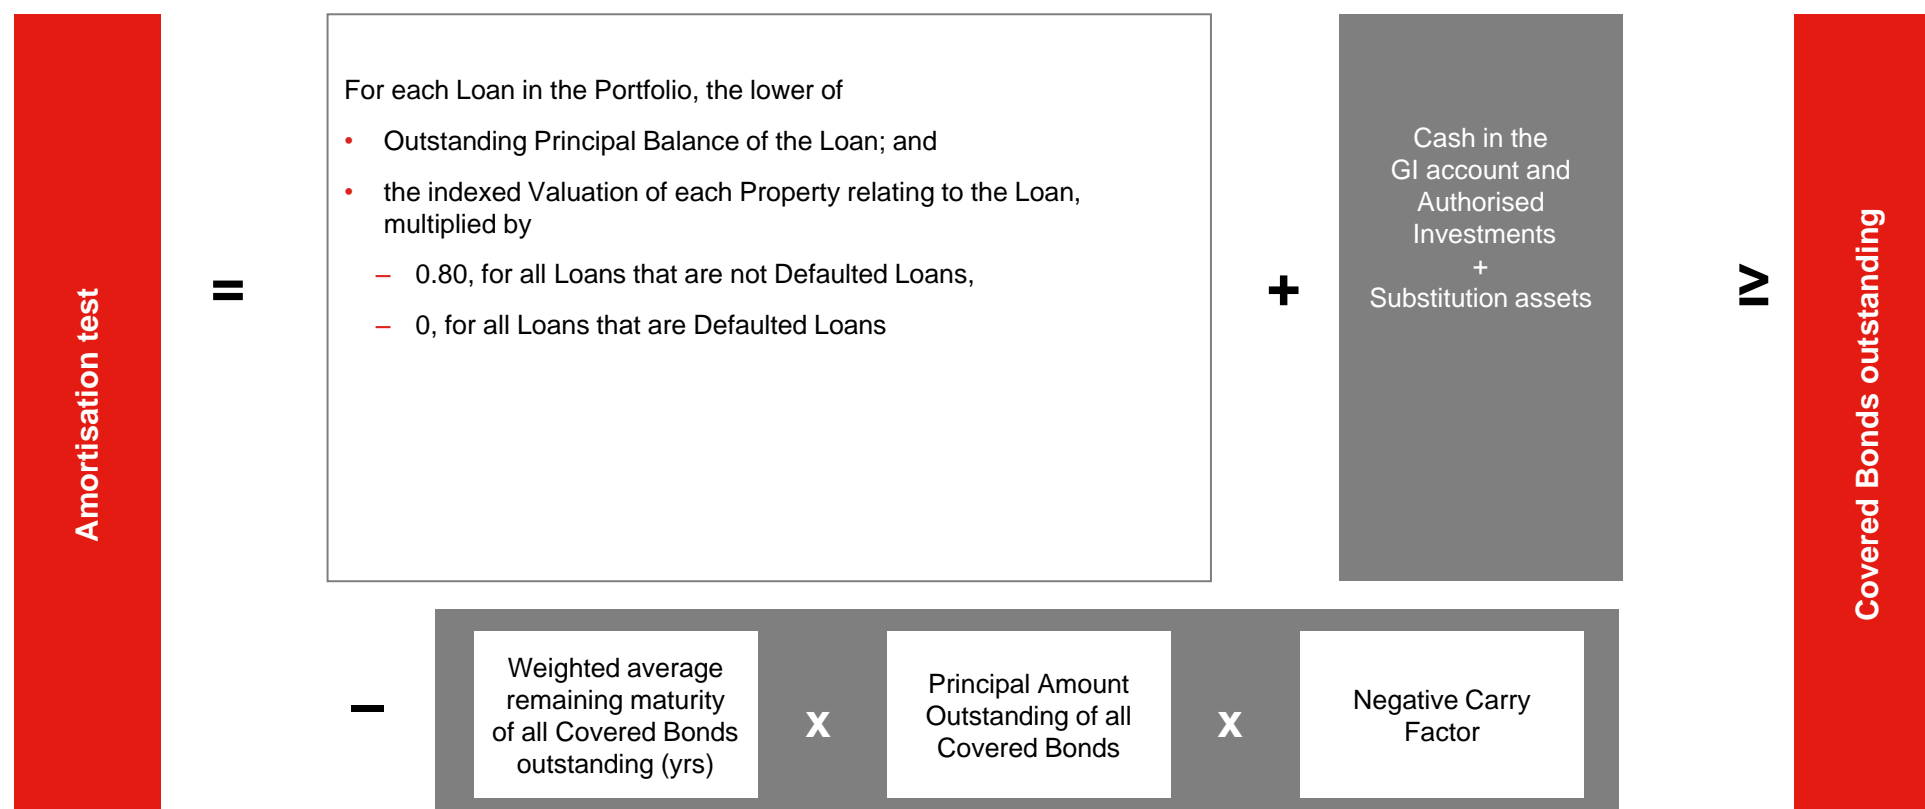 Amortisation test
=
For each Loan in the Portfolio, the lower of
• Outstanding Principal Balance of the Loan; and
• the indexed Valuation of each Property relating to the Loan,
multiplied by
– 0.80, for all Loans that are not Defaulted Loans,
– 0, for all Loans that are Defaulted Loans
+
Cash in the
GI account and
Authorised
Investments
+
Substitution assets
≥
Covered Bonds outstanding
–
Weighted average
remaining maturity
of all Covered Bonds
outstanding (yrs)
x
Principal Amount
Outstanding of all
Covered Bonds
x
Negative Carry
Factor